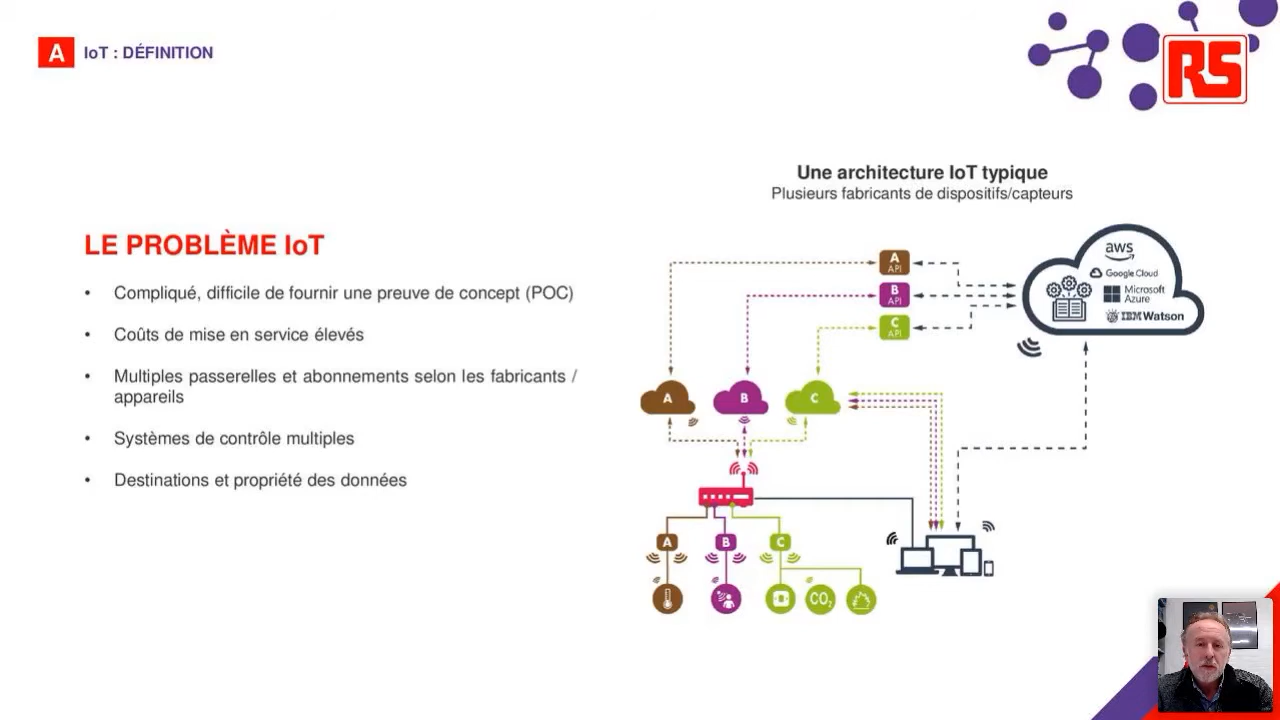 A IoT : DÉFINITION
RS
Une architecture IoT typique
Plusieurs fabricants de dispositifs/capteurs
LE PROBLÈME IoT
• Compliqué, difficile de fournir une preuve de concept (POC)
• Coûts de mise en service élevés
• Multiples passerelles et abonnements selon les fabricants /
appareils
• Systèmes de contrôle multiples
• Destinations et propriété des données
A
API
B
API
C
API
aws
Google Cloud
Microsoft
Azure
IBM Watson
A B C
A B C
CO₂